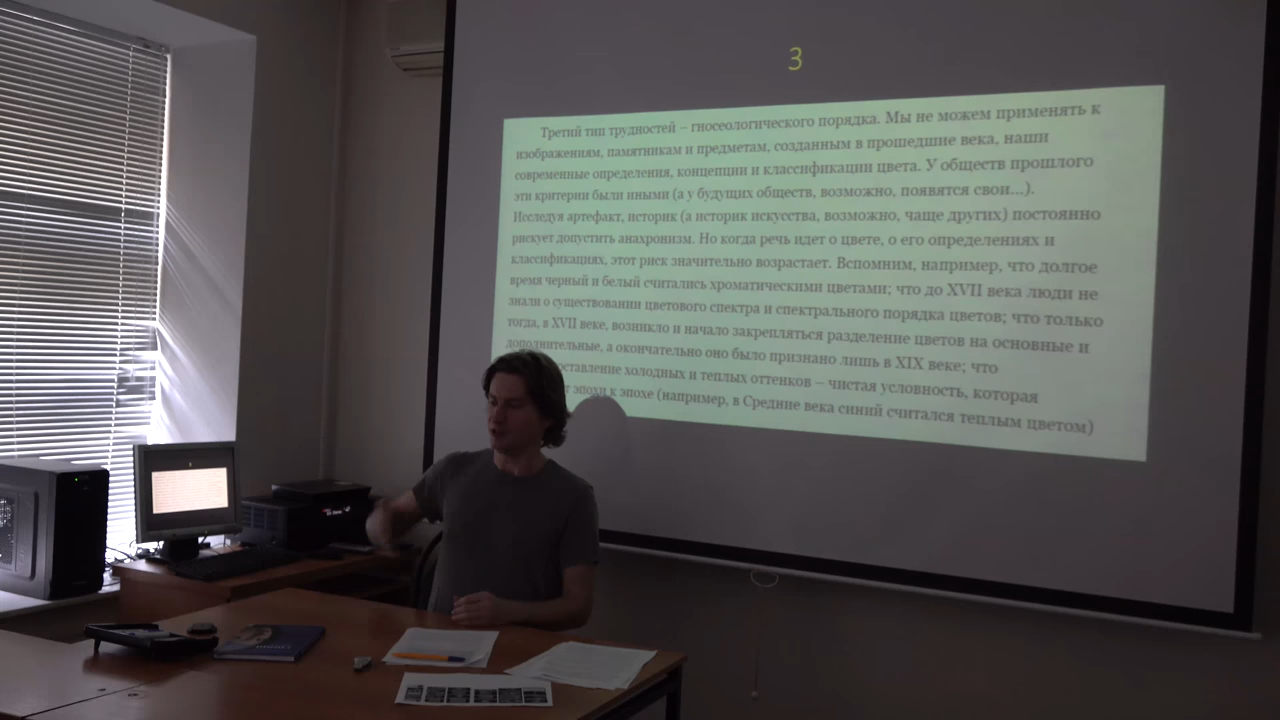 3
Третий тип трудностей – гносеологического порядка. Мы не можем применять к
изображениям, памятникам и предметам, созданным в прошедшие века, наши
современные определения, концепции и классификации цвета. У обществ прошлого
эти критерии были иными (а у будущих обществ, возможно, появятся свои...).
Исследуя артефакт, историк (а историк искусства, возможно, чаще других) постоянно
рискует допустить анахронизм. Но когда речь идет о цвете, о его определениях и
классификациях, этот риск значительно возрастает. Вспомним, например, что долгое
время черный и белый считались хроматическими цветами; что до XVII века люди не
знали о существовании цветового спектра и спектрального порядка цветов; что только
тогда, в XVII веке, возникло и начало закрепляться разделение цветов на основные и
дополнительные, а окончательно оно было признано лишь в XIX веке; что
оставление холодных и теплых оттенков – чистая условность, которая
т эпохи к эпохе (например, в Средние века синий считался теплым цветом)